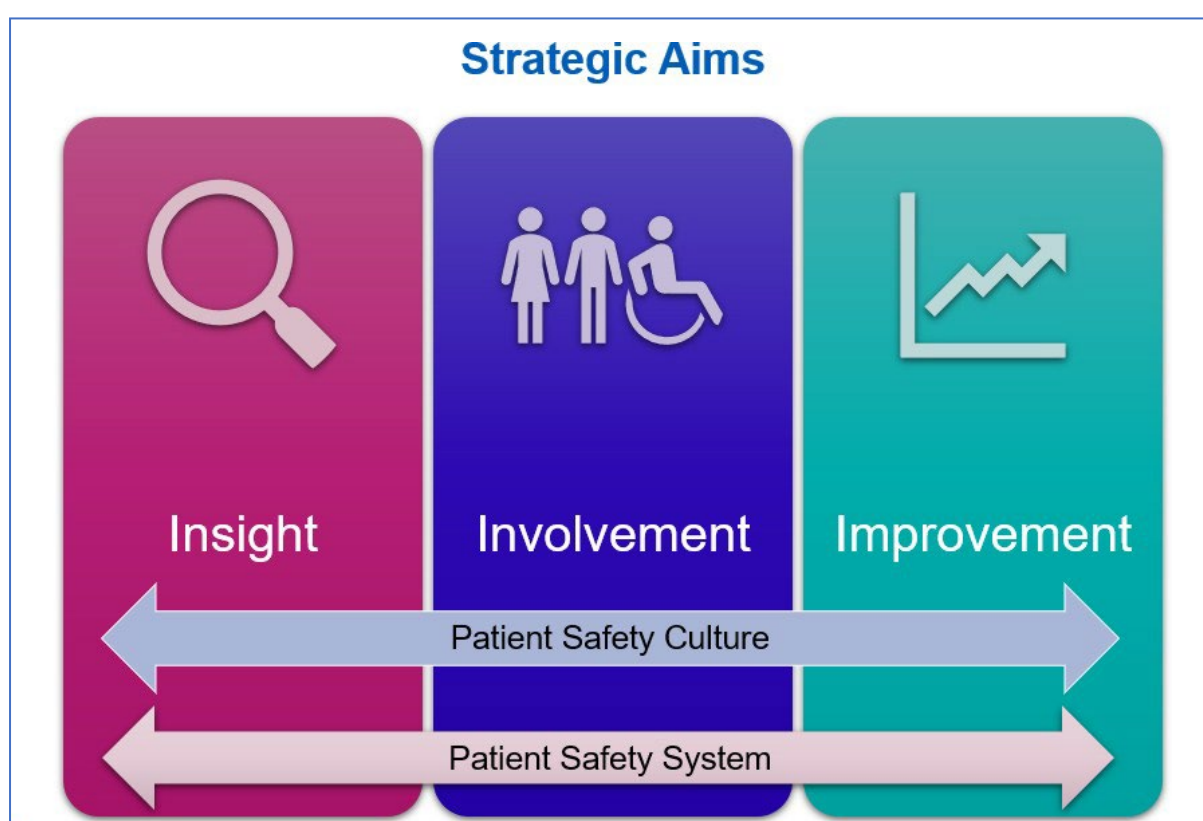 Strategic Aims
Insight
Involvement
Improvement
Patient Safety Culture
Patient Safety System